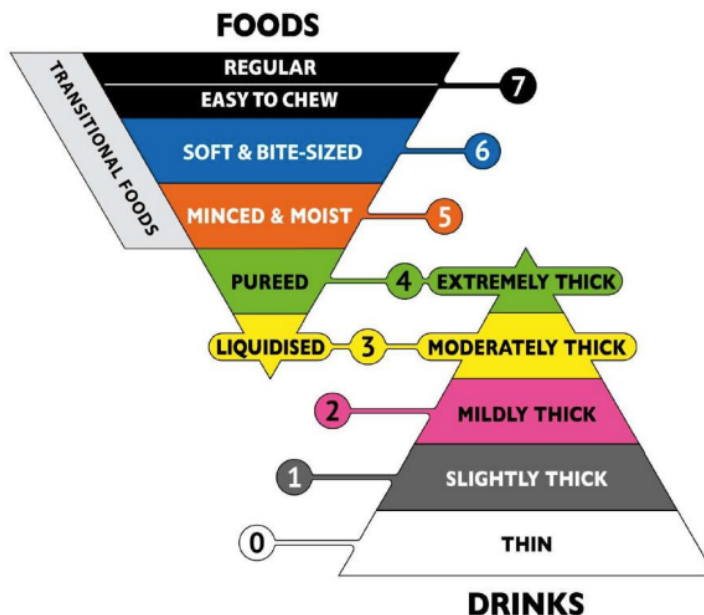 FOODS
TRANSITIONAL FOODS
REGULAR
7
EASY TO CHEW
SOFT & BITE-SIZED
6
MINCED & MOIST
5
PUREED
4
EXTREMELY THICK
LIQUIDISED
3
MODERATELY THICK
2
MILDLY THICK
1
SLIGHTLY THICK
0
THIN
DRINKS